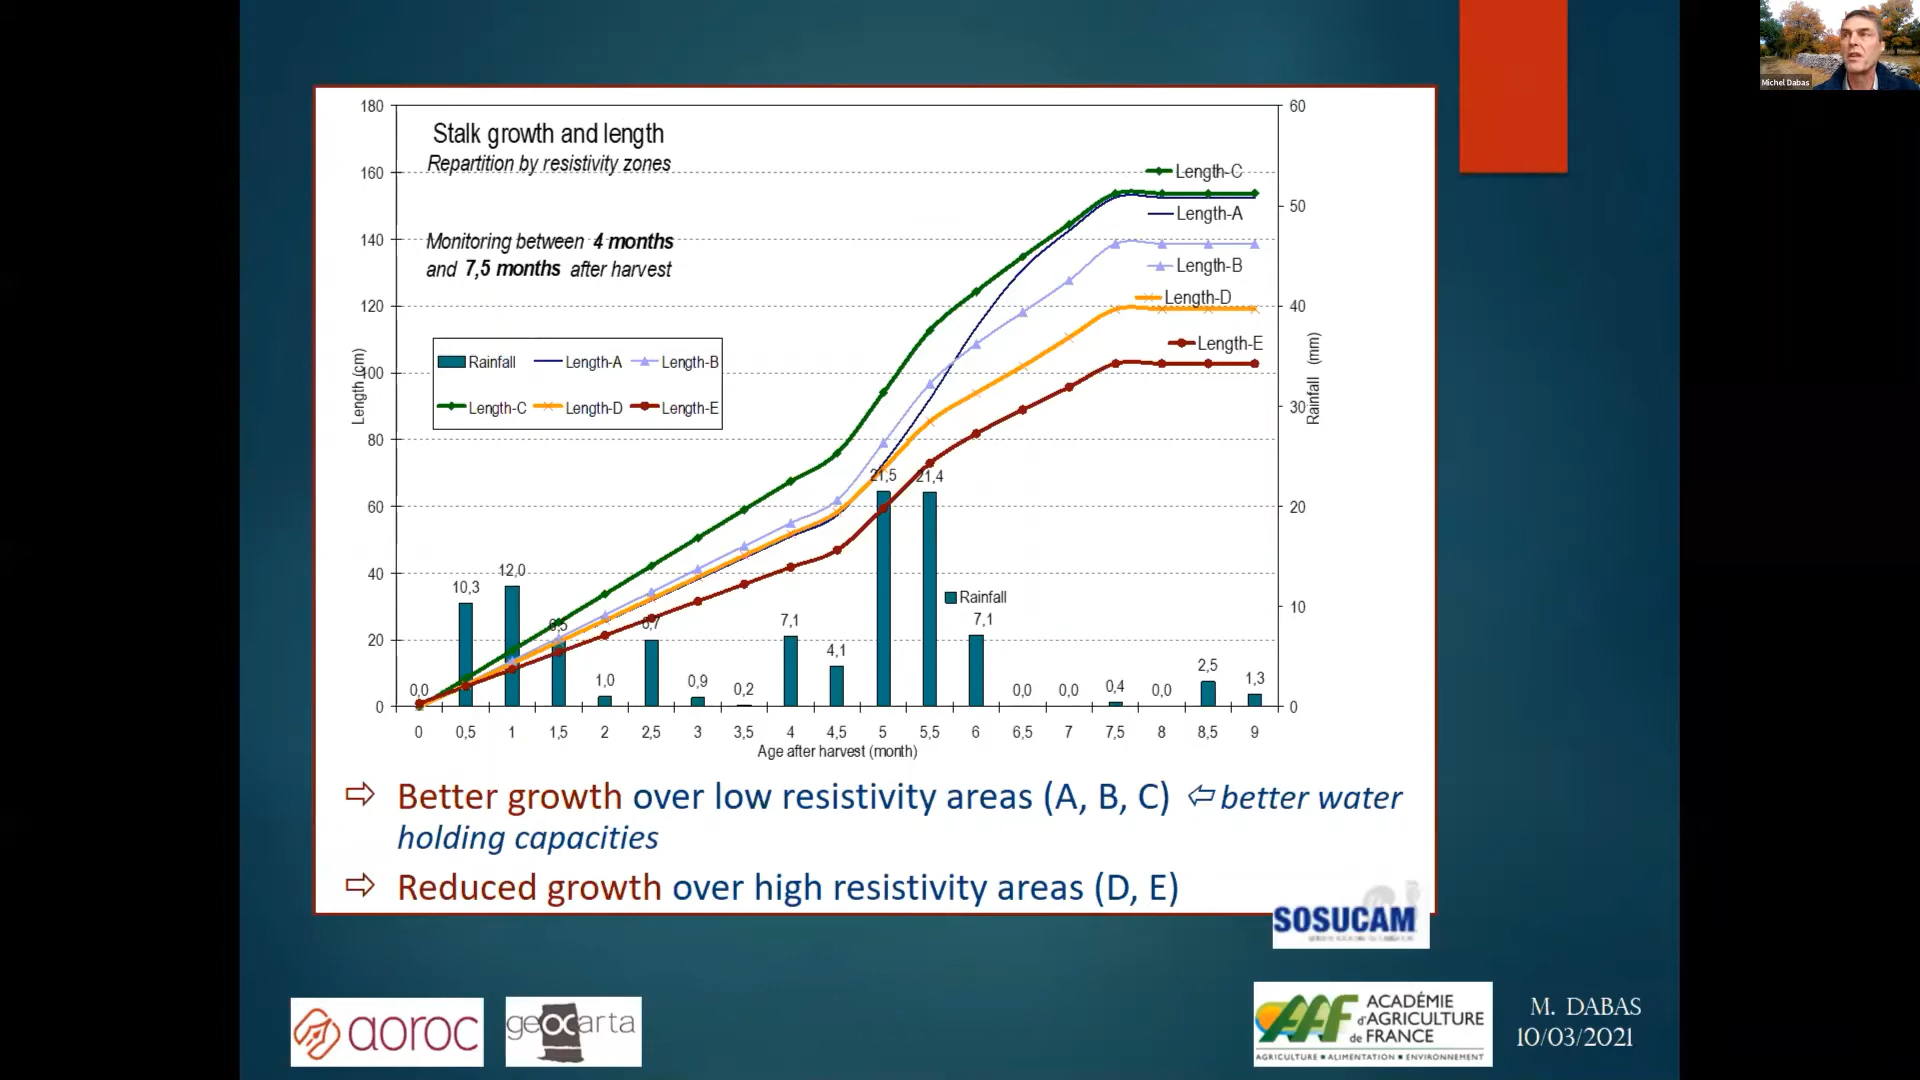 Michel Dabas
Stalk growth and length
Repartition by resistivity zones
Monitoring between 4 months
and 7,5 months after harvest
180
160
140
120
100
80
60
40
20
0
Length (cm)
60
50
40
30
20
10
0
Rainfall (mm)
Length-C
Length-A
Length-B
Length-D
Length-E
Rainfall Length-A Length-B
Length-C Length-D Length-E
Rainfall
0,0 10,3 12,0 6,5 1,0 6,7 0,9 0,2 7,1 4,1 21,5 21,4 7,1 0,0 0,0 0,4 0,0 2,5 1,3
0 0,5 1 1,5 2 2,5 3 3,5 4 4,5 5 5,5 6 6,5 7 7,5 8 8,5 9
Age after harvest (month)
⇨ Better growth over low resistivity areas (A, B, C) ⇦ better water
holding capacities
⇨ Reduced growth over high resistivity areas (D, E)
SOSUCAM
aoroc
geocarta
AAF ACADÉMIE
d'AGRICULTURE
de FRANCE
AGRICULTURE ■ ALIMENTATION ■ ENVIRONNEMENT
M. DABAS
10/03/2021